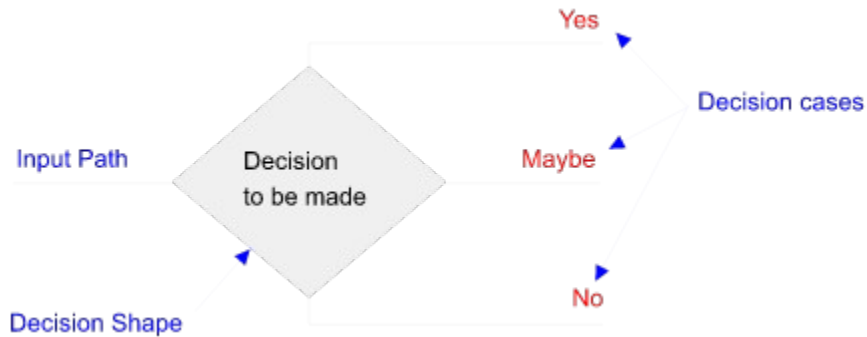 Yes
Decision cases
Input Path
Decision
to be made
Maybe
No
Decision Shape